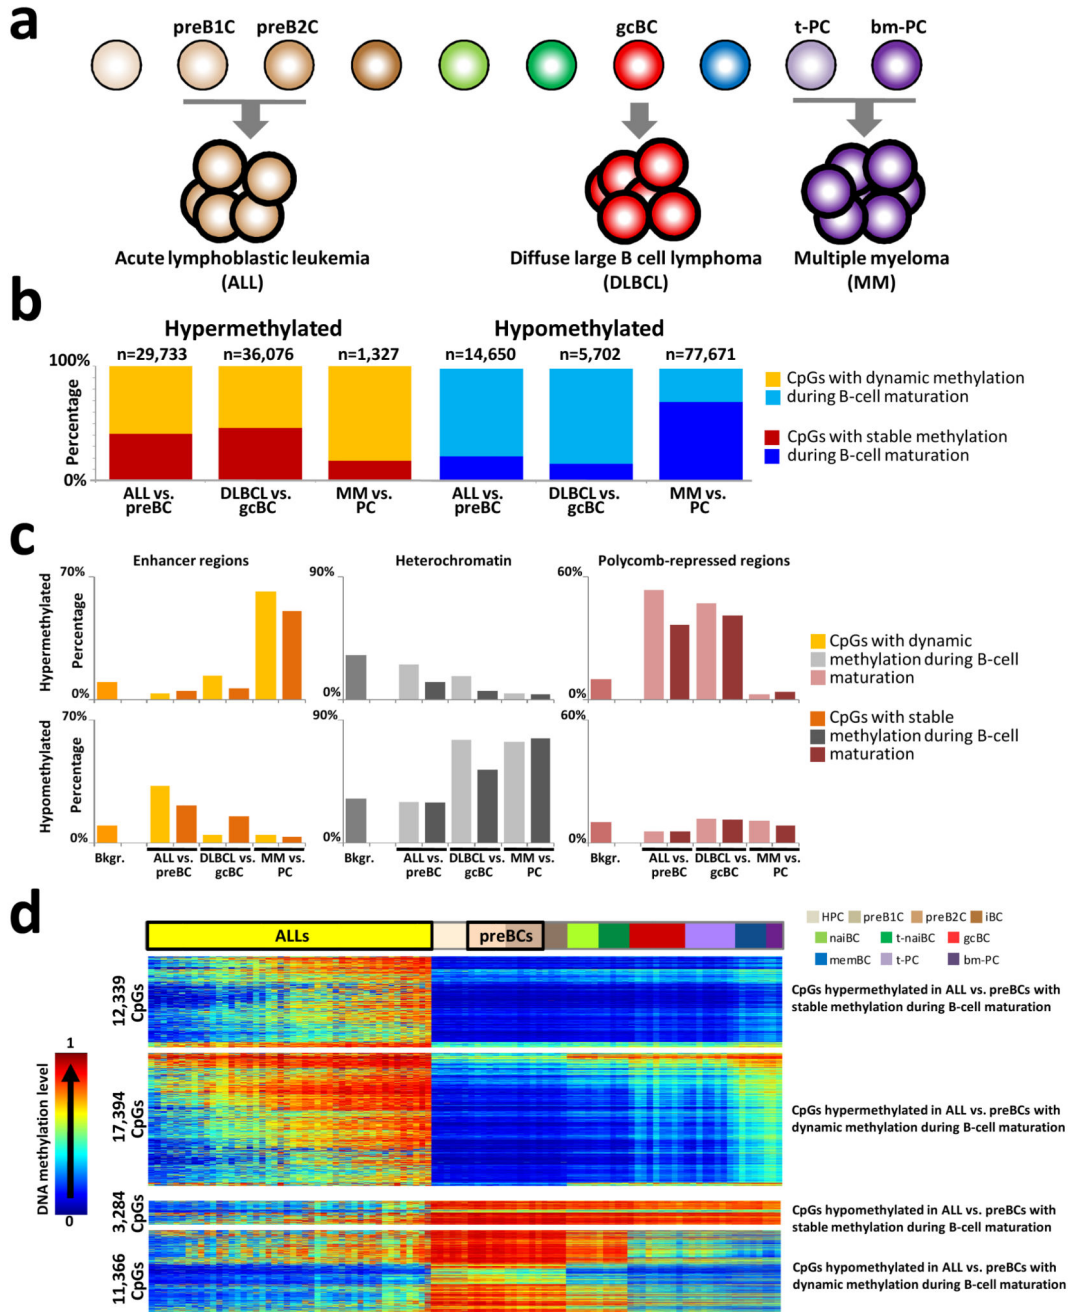 a
preB1C preB2C gcBC t-PC bm-PC
Acute lymphoblastic leukemia
(ALL)
Diffuse large B cell lymphoma
(DLBCL)
Multiple myeloma
(MM)
b
Hypermethylated Hypomethylated
n=29,733 n=36,076 n=1,327 n=14,650 n=5,702 n=77,671
100%
Percentage
0%
ALL vs. preBC
DLBCL vs. gcBC
MM vs. PC
ALL vs. preBC
DLBCL vs. gcBC
MM vs. PC
CpGs with dynamic methylation
during B-cell maturation
CpGs with stable methylation
during B-cell maturation
c
Enhancer regions Heterochromatin Polycomb-repressed regions
Hypermethylated
Percentage
70% 90% 60%
0% 0% 0%
Hypomethylated
Percentage
70% 90% 60%
0% 0% 0%
Bkgr. ALL vs. DLBCL vs. MM vs. Bkgr. ALL vs. DLBCL vs. MM vs. Bkgr. ALL vs. DLBCL vs. MM vs.
preBC gcBC PC preBC gcBC PC preBC gcBC PC
CpGs with dynamic
methylation during B-cell
maturation
CpGs with stable
methylation during B-cell
maturation
d
ALLs preBCs
HPC preB1C preB2C iBC
naiBC t-naiBC gcBC
memBC t-PC bm-PC
DNA methylation level
1
0
12,339
CpGs
CpGs hypermethylated in ALL vs. preBCs with
stable methylation during B-cell maturation
17,394
CpGs
CpGs hypermethylated in ALL vs. preBCs with
dynamic methylation during B-cell maturation
3,284
CpGs
CpGs hypomethylated in ALL vs. preBCs with
stable methylation during B-cell maturation
11,366
CpGs
CpGs hypomethylated in ALL vs. preBCs with
dynamic methylation during B-cell maturation